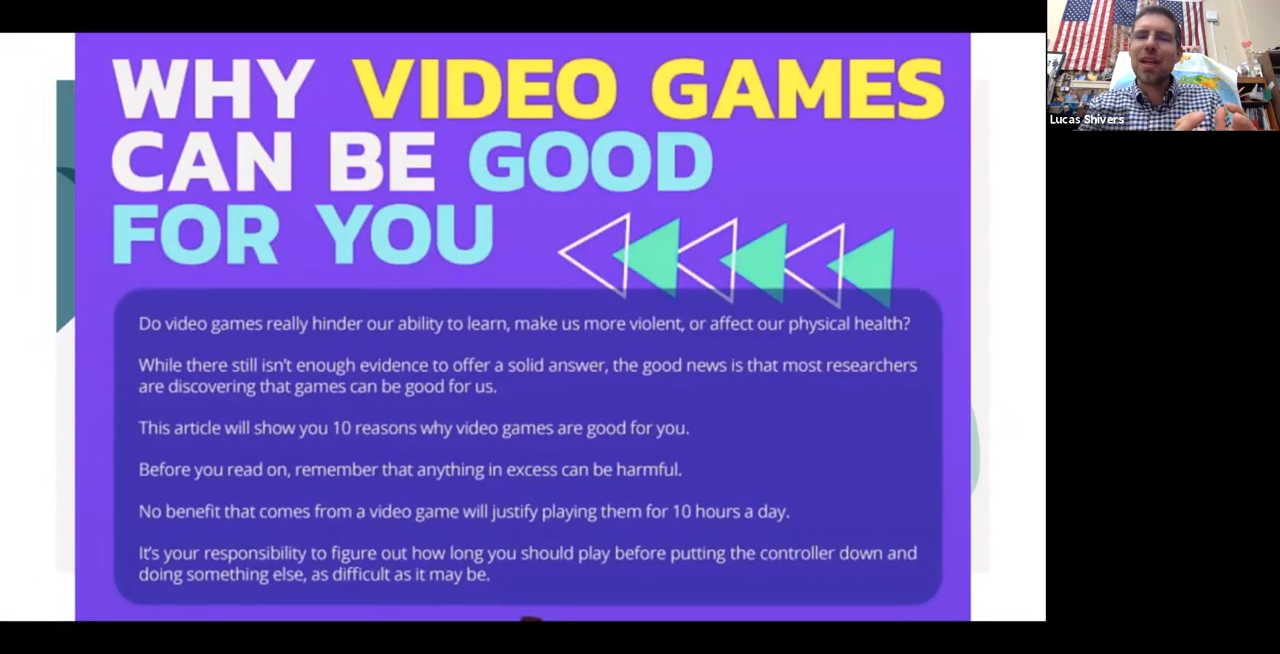 WHY VIDEO GAMES
CAN BE GOOD
FOR YOU
Do video games really hinder our ability to learn, make us more violent, or affect our physical health?
While there still isn't enough evidence to offer a solid answer, the good news is that most researchers
are discovering that games can be good for us.
This article will show you 10 reasons why video games are good for you.
Before you read on, remember that anything in excess can be harmful.
No benefit that comes from a video game will justify playing them for 10 hours a day.
It's your responsibility to figure out how long you should play before putting the controller down and
doing something else, as difficult as it may be.
Lucas Shivers